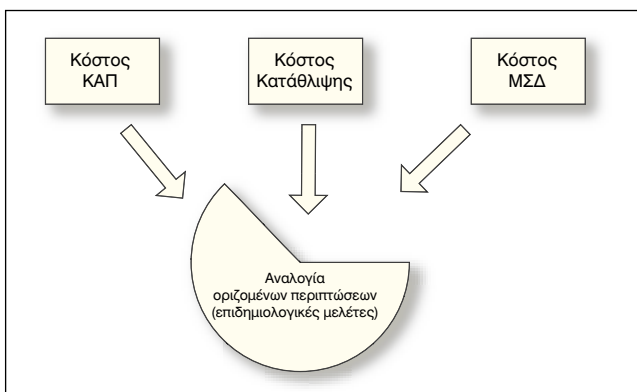 Κόστος
ΚΑΠ
Κόστος
Κατάθλιψης
Κόστος
ΜΣΔ
Αναλογία
οριζομένων περιπτώσεων
(επιδημιολογικές μελέτες)